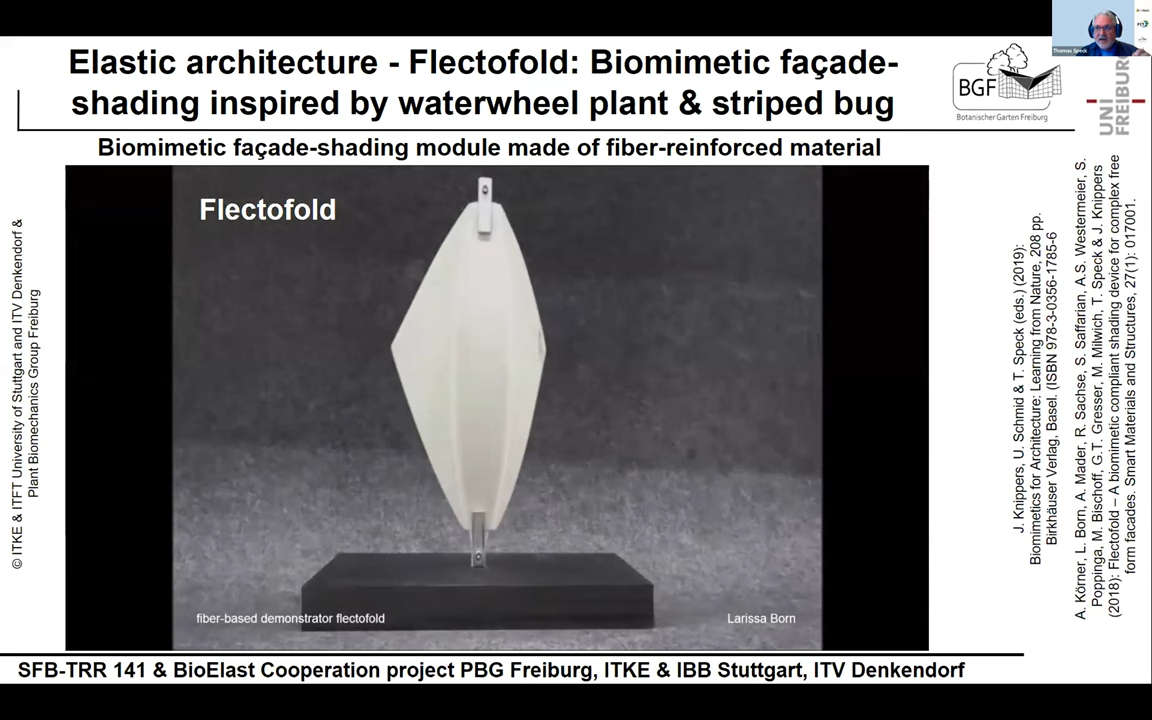 Elastic architecture - Flectofold: Biomimetic façade-
shading inspired by waterwheel plant & striped bug
Biomimetic façade-shading module made of fiber-reinforced material
BGF
Botanischer Garten Freiburg
UNI
FREIBURG
Thomas Speck
© ITKE & ITFT University of Stuttgart and ITV Denkendorf &
Plant Biomechanics Group Freiburg
Flectofold
fiber-based demonstrator flectofold
Larissa Born
J. Knippers, U. Schmid & T. Speck (eds.) (2019):
Biomimetics for Architecture: Learning from Nature, 208 pp.
Birkhäuser Verlag, Basel. (ISBN 978-3-0356-1785-6
A. Körner, L. Born, A. Mader, R. Sachse, S. Saffarian, A.S. Westermeier, S.
Poppinga, M. Bischoff, G.T. Gresser, M. Milwich, T. Speck & J. Knippers
(2018): Flectofold – A biomimetic compliant shading device for complex free
form facades. Smart Materials and Structures, 27(1): 017001.
SFB-TRR 141 & BioElast Cooperation project PBG Freiburg, ITKE & IBB Stuttgart, ITV Denkendorf